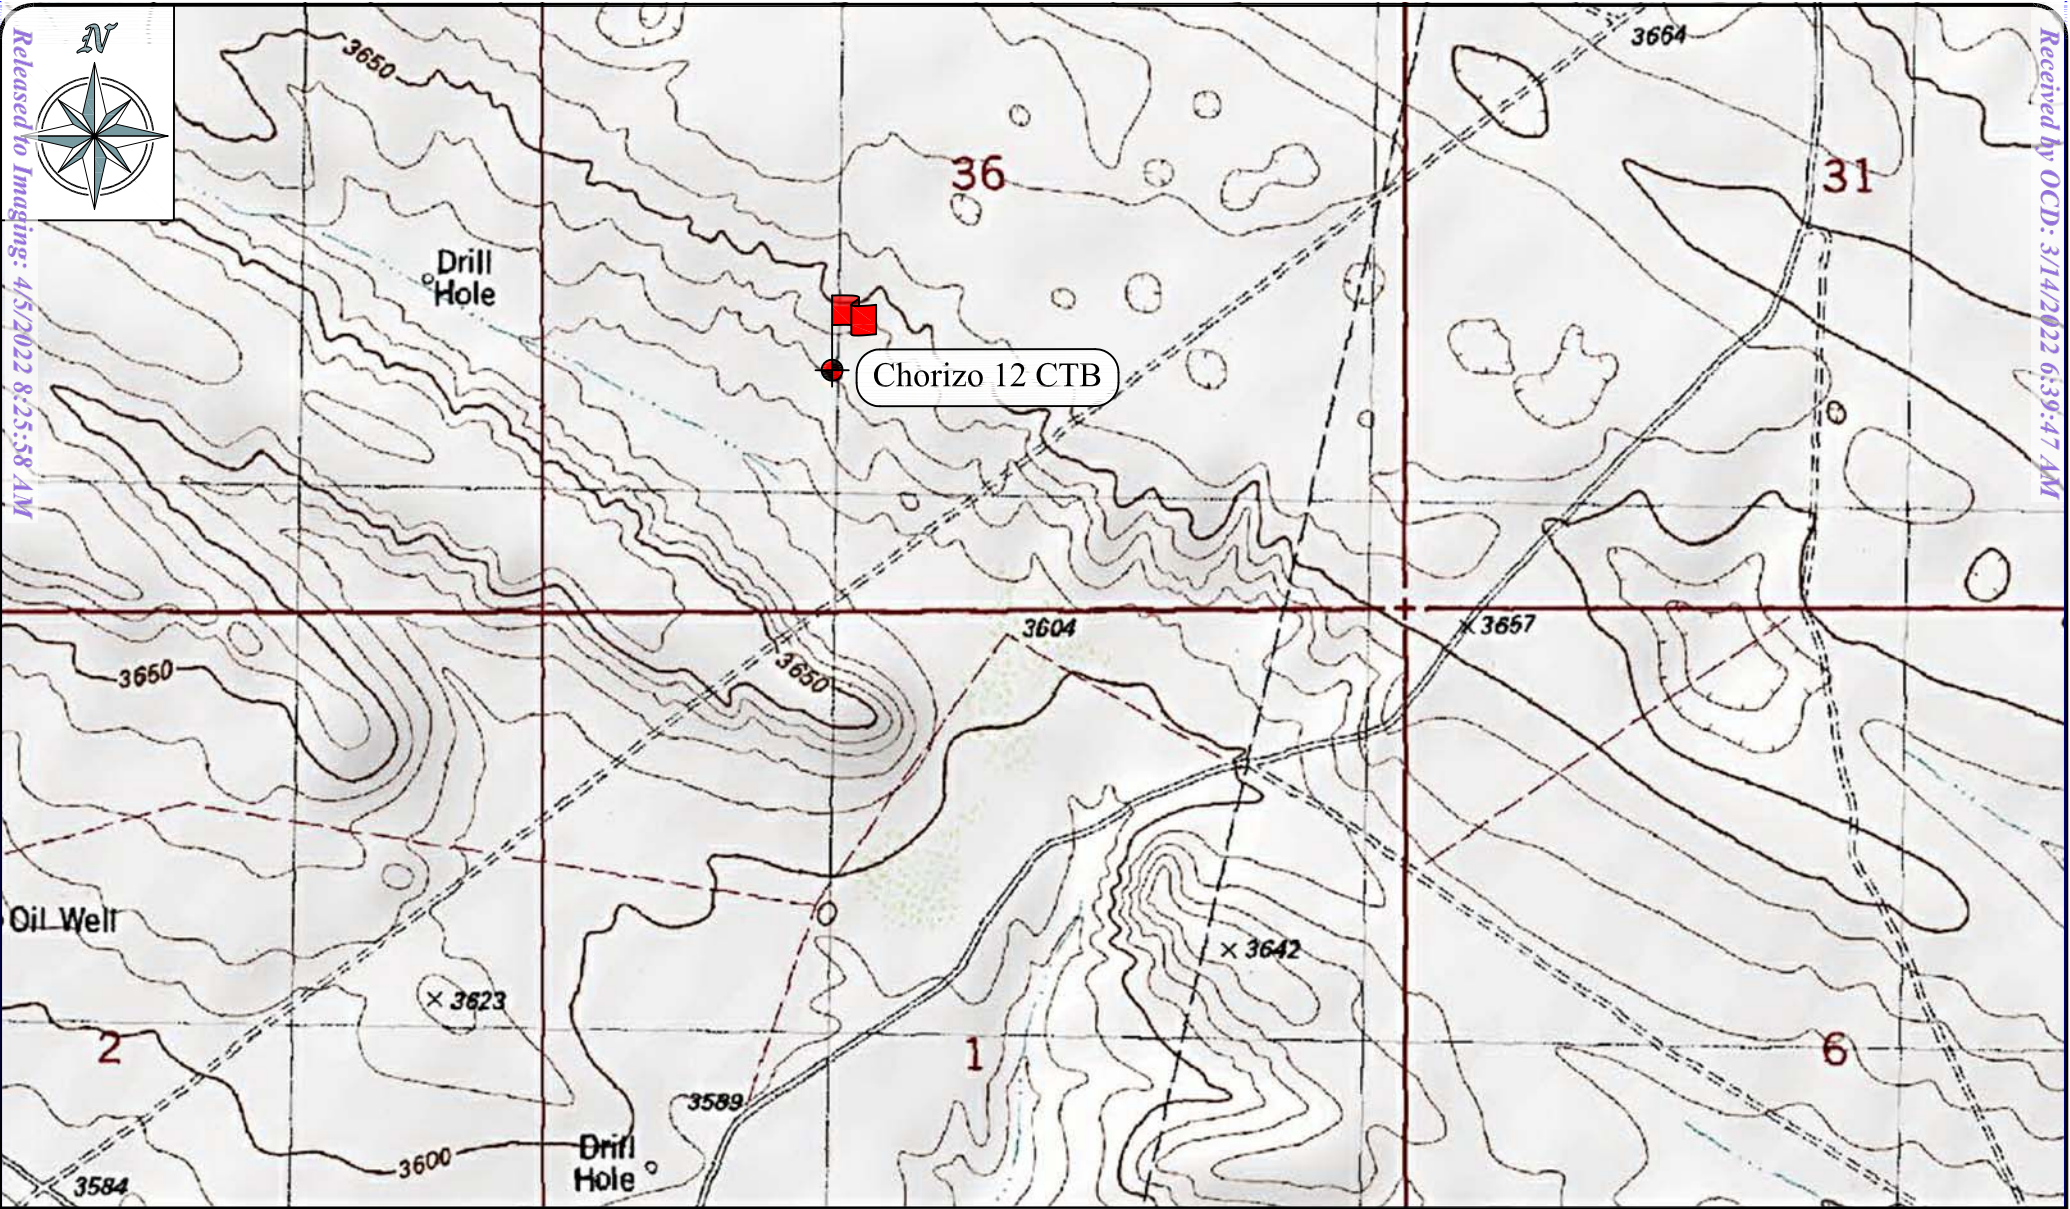 Released to Imaging: 4/5/2022 8:25:58 AM
Received by OCD: 3/14/2022 6:39:47 AM
N
3650
3664
36
31
Drill
Hole
Chorizo 12 CTB
3604
3657
3650
3650
Oil Well
3642
3623
2
1
6
3589
Drill
Hole
3600
3584